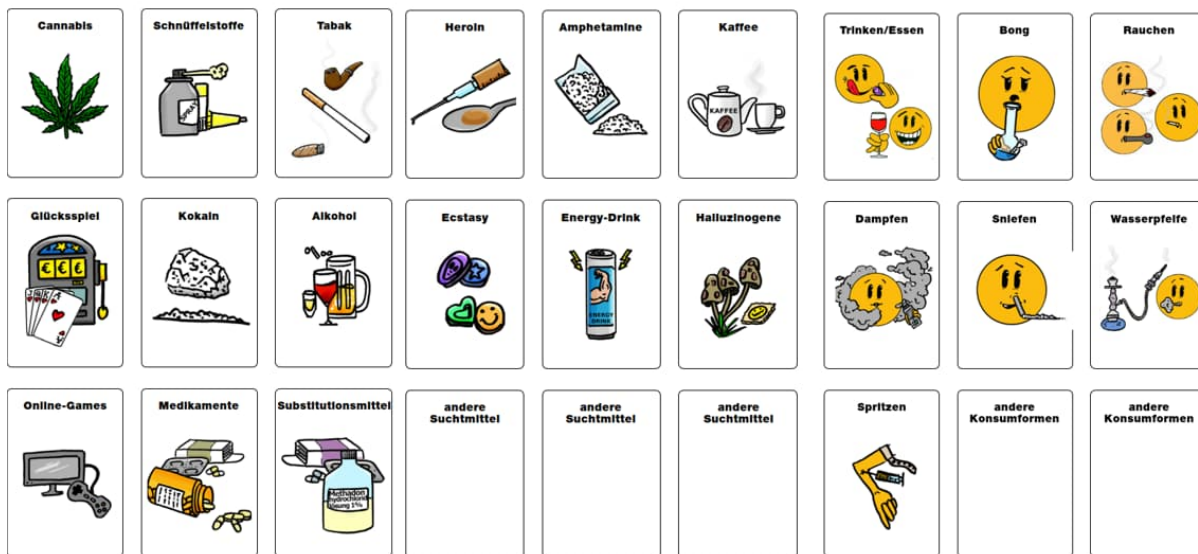 Cannabis
Schnüffelstoffe
Tabak
Heroin
Amphetamine
Kaffee
Trinken/Essen
Bong
Rauchen
SPRAY
KAFFEE
Glücksspiel
Kokain
Alkohol
Ecstasy
Energy-Drink
Halluzinogene
Dampfen
Sniefen
Wasserpfeife
€ € €
J
K
A
ENERGY
DRINK
Online-Games
Medikamente
Substitutionsmittel
andere
Suchtmittel
andere
Suchtmittel
andere
Suchtmittel
Spritzen
andere
Konsumformen
andere
Konsumformen
Methadon
hydrochlorid
lösung 1%